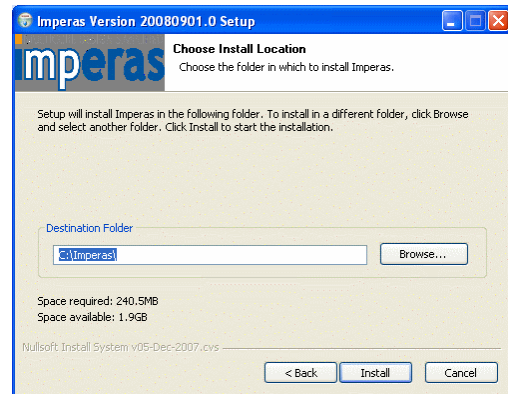 Imperas Version 20080901.0 Setup
imperas
Choose Install Location
Choose the folder in which to install Imperas.
Setup will install Imperas in the following folder. To install in a different folder, click Browse
and select another folder. Click Install to start the installation.
Destination Folder
C:\Imperas\
Browse...
Space required: 240.5MB
Space available: 1.9GB
Nullsoft Install System v05-Dec-2007.cvs
< Back
Install
Cancel